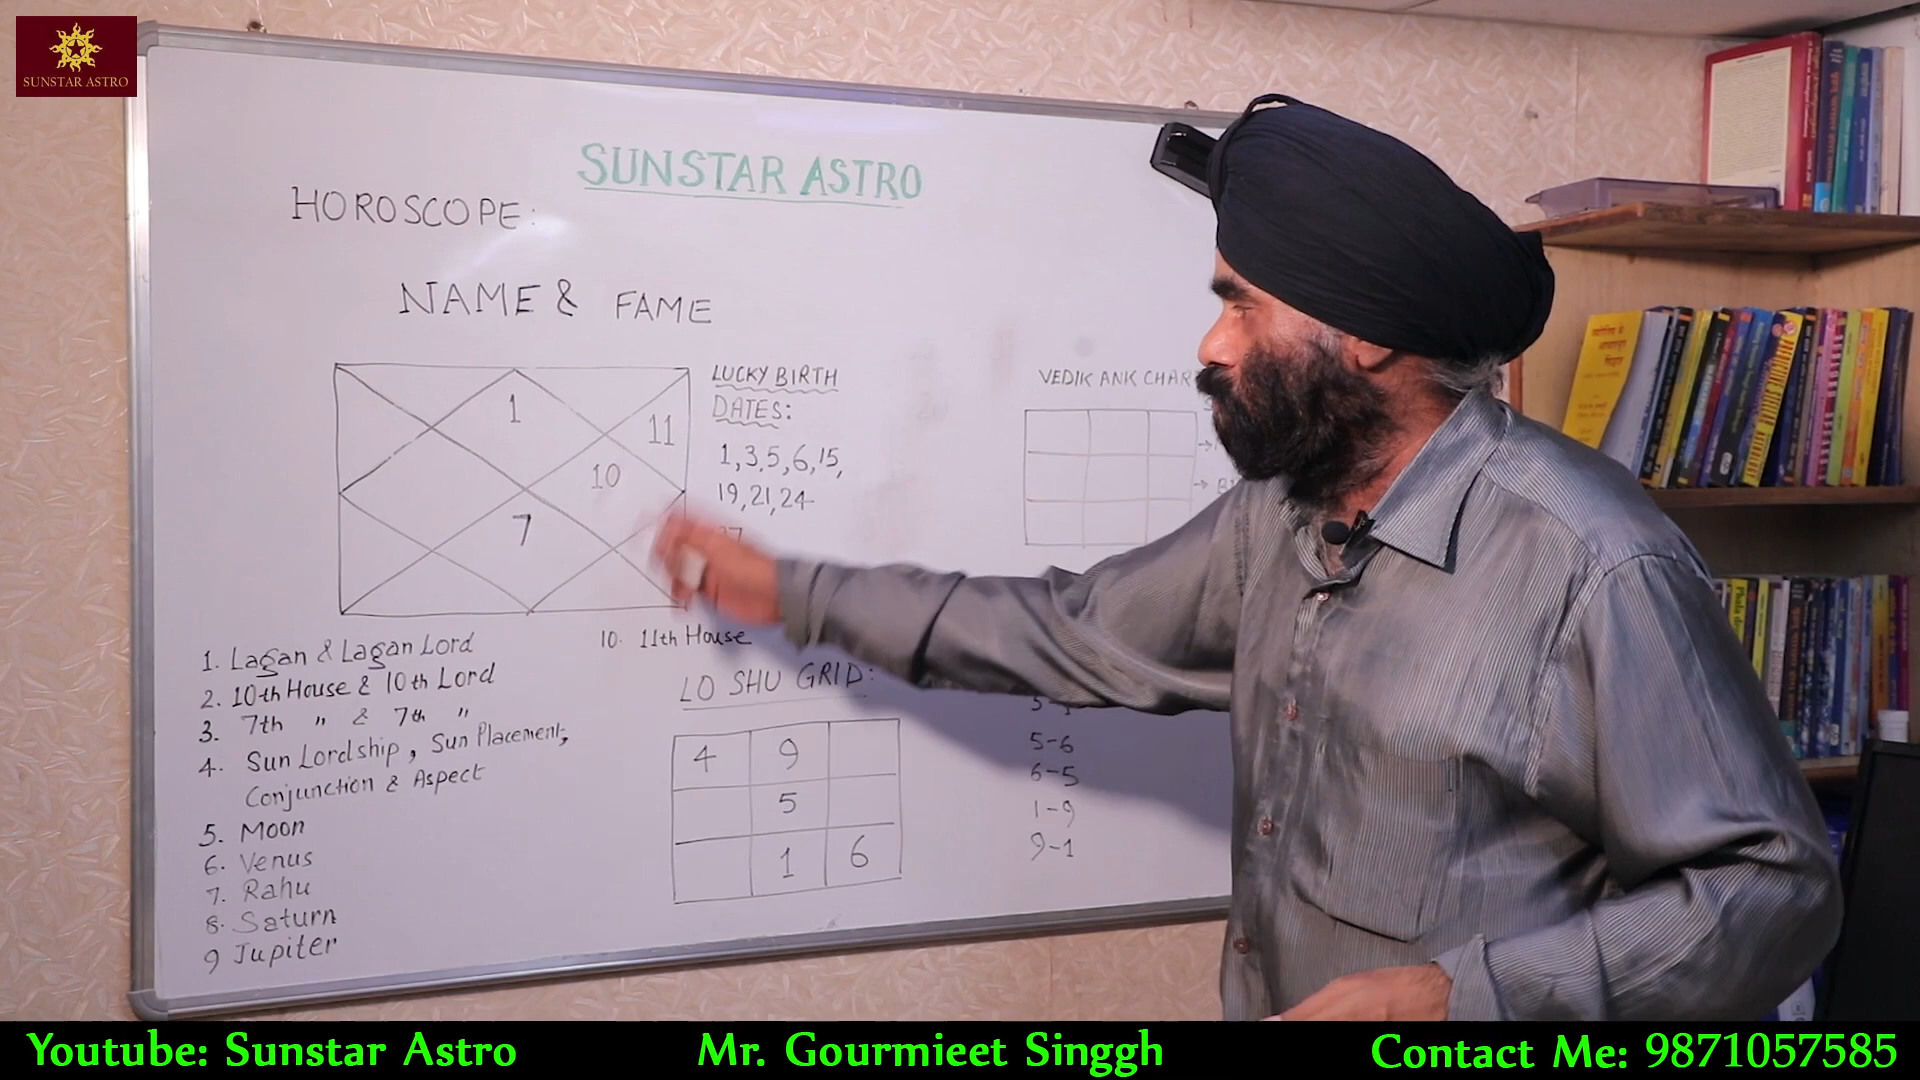 SUNSTAR ASTRO
SUNSTAR ASTRO
HOROSCOPE:
NAME & FAME
1
11
10
7
LUCKY BIRTH
DATES:
1,3,5,6,15,
19,21,24
27
VEDIK ANK CHAR
1. Lagan & Lagan Lord
2. 10th House & 10th Lord
3. 7th " & 7th "
4. Sun Lordship, Sun Placement,
Conjunction & Aspect
5. Moon
6. Venus
7. Rahu
8. Saturn
9 Jupiter
10. 11th House
LO SHU GRID:
4 9
5
1 6
5-6
6-5
1-9
9-1
Youtube: Sunstar Astro
Mr. Gourmieet Singgh
Contact Me: 9871057585